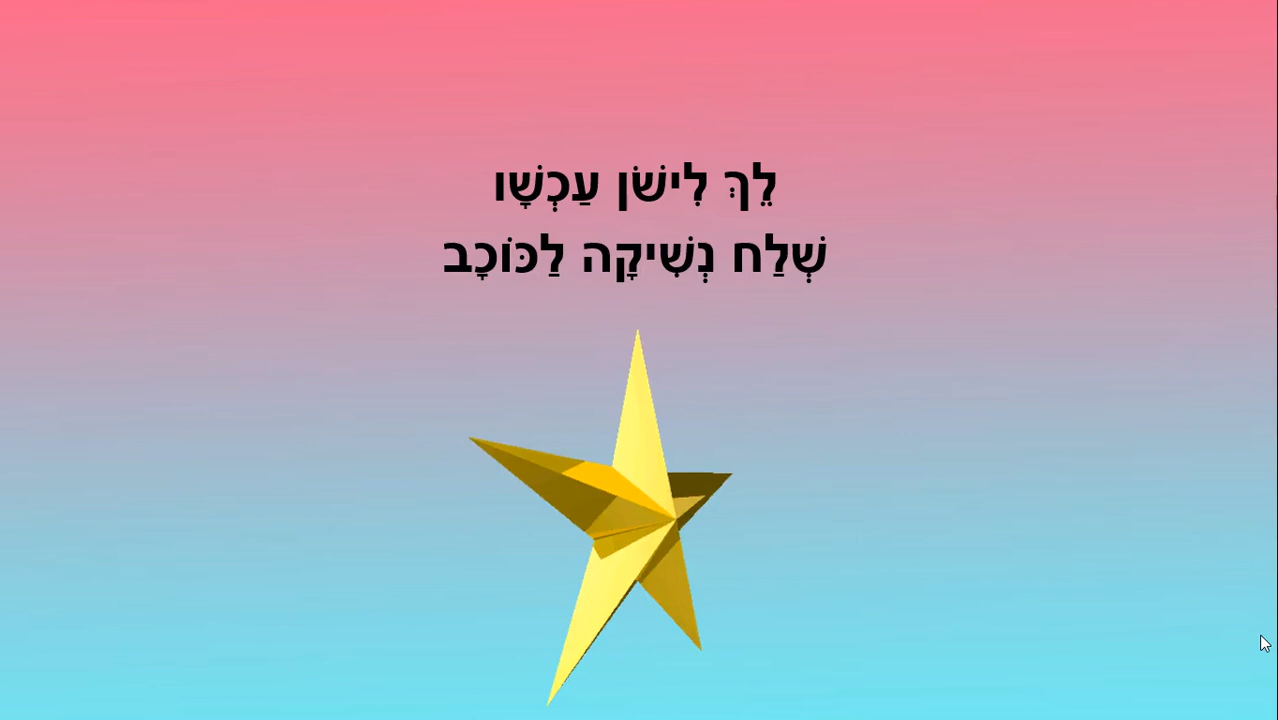 לֵךְ לִישֹׁן עַכְשָׁו
שְׁלַח נְשִׁיקָה לַכּוֹכָב